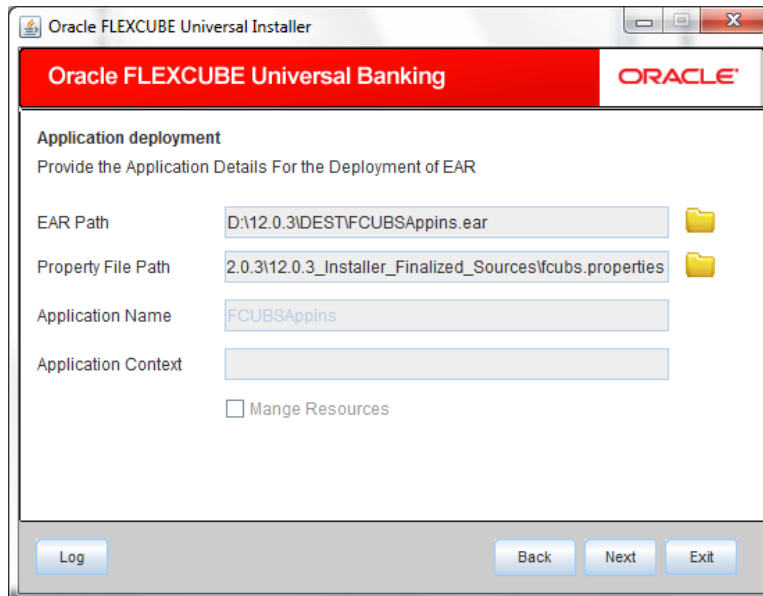 Oracle FLEXCUBE Universal Installer
Oracle FLEXCUBE Universal Banking
ORACLE
Application deployment
Provide the Application Details For the Deployment of EAR
EAR Path D:\12.0.3\DEST\FCUBSAppins.ear
Property File Path 2.0.3\12.0.3_Installer_Finalized_Sources\fcubs.properties
Application Name FCUBSAppins
Application Context
Mange Resources
Log Back Next Exit